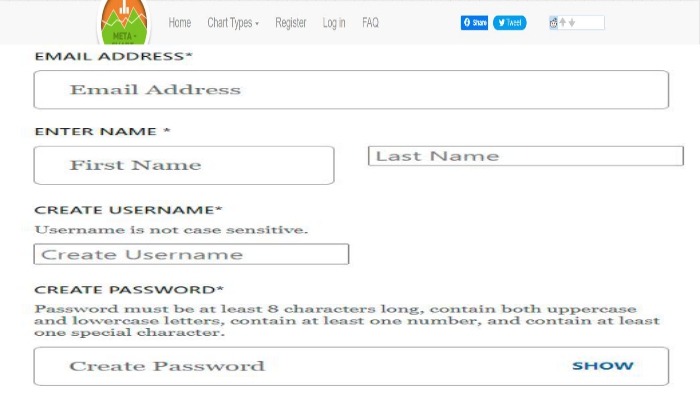 META -
Home Chart Types Register Log in FAQ Share Tweet
EMAIL ADDRESS*
Email Address
ENTER NAME *
First Name Last Name
CREATE USERNAME*
Username is not case sensitive.
Create Username
CREATE PASSWORD*
Password must be at least 8 characters long, contain both uppercase
and lowercase letters, contain at least one number, and contain at least
one special character.
Create Password SHOW